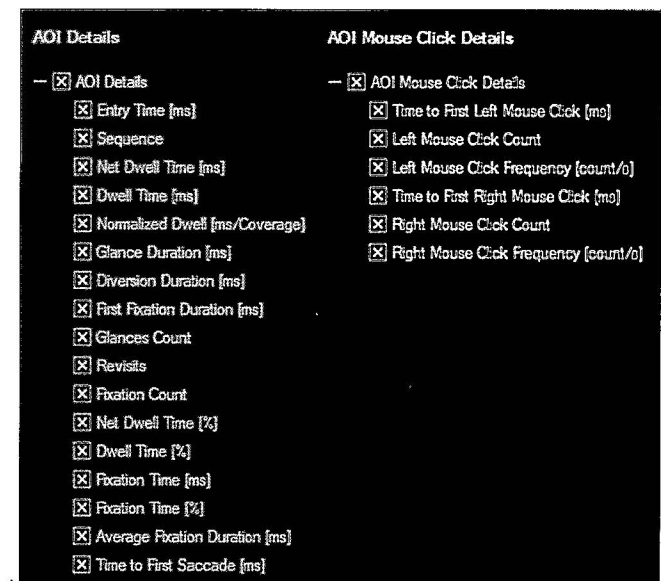 AOI Details
AOI Details
Entry Time [ms]
Sequence
Net Dwell Time [ms]
Dwell Time [ms]
Normalized Dwell [ms/Coverage]
Glance Duration [ms]
Diversion Duration [ms]
First Fixation Duration [ms]
Glances Count
Revisits
Fixation Count
Net Dwell Time [%]
Dwell Time [%]
Fixation Time [ms]
Fixation Time [%]
Average Fixation Duration [ms]
Time to First Saccade [ms]
AOI Mouse Click Details
AOI Mouse Click Details
Time to First Left Mouse Click [ms]
Left Mouse Click Count
Left Mouse Click Frequency [count/s]
Time to First Right Mouse Click [ms]
Right Mouse Click Count
Right Mouse Click Frequency [count/s]